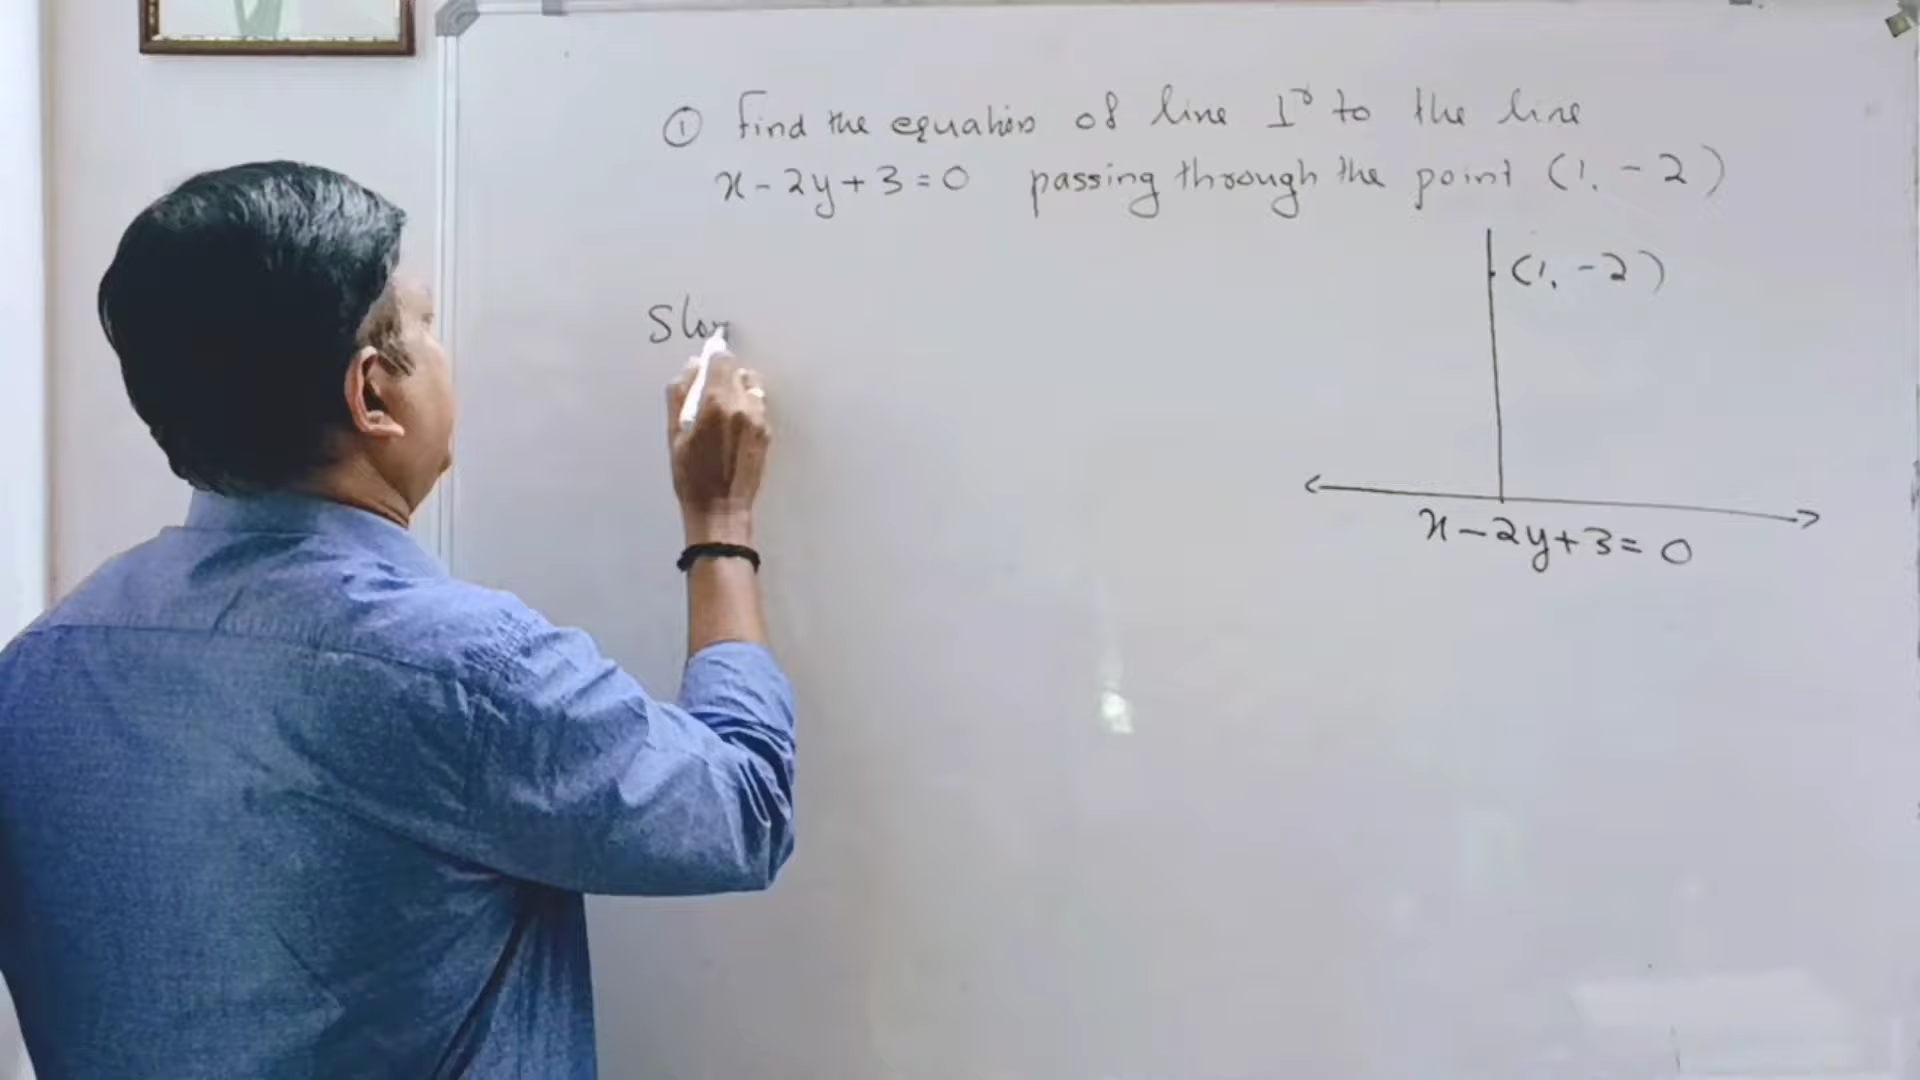 ① Find the equation of line ⊥r to the line
x - 2y + 3 = 0 passing through the point (1, -2)
(1, -2)
Slop
x - 2y + 3 = 0